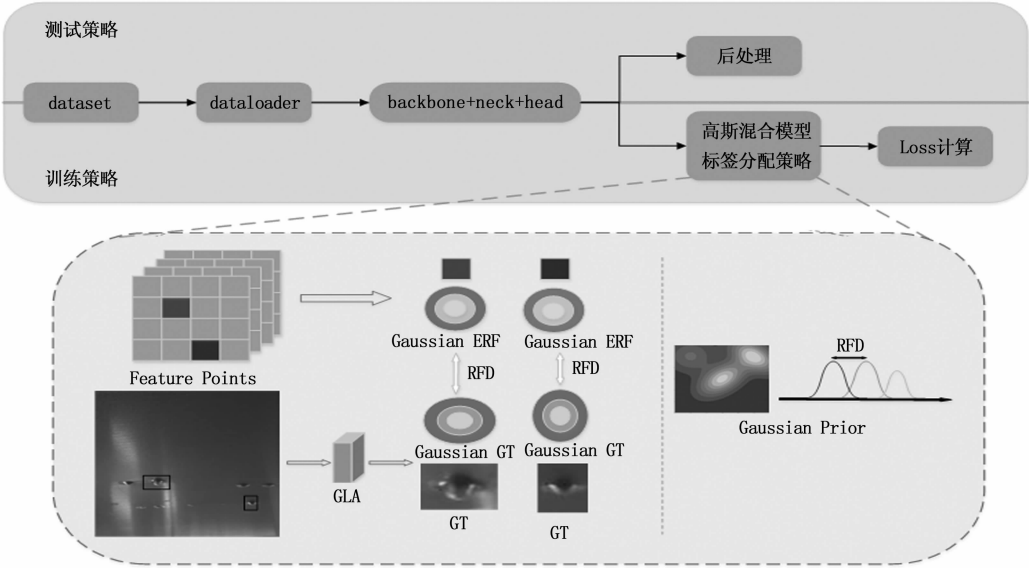 测试策略
后处理
dataset
dataloader
backbone+neck+head
高斯混合模型
标签分配策略
Loss计算
训练策略
Feature Points
Gaussian ERF
Gaussian ERF
RFD
RFD
Gaussian GT
Gaussian GT
GLA
GT
GT
RFD
Gaussian Prior